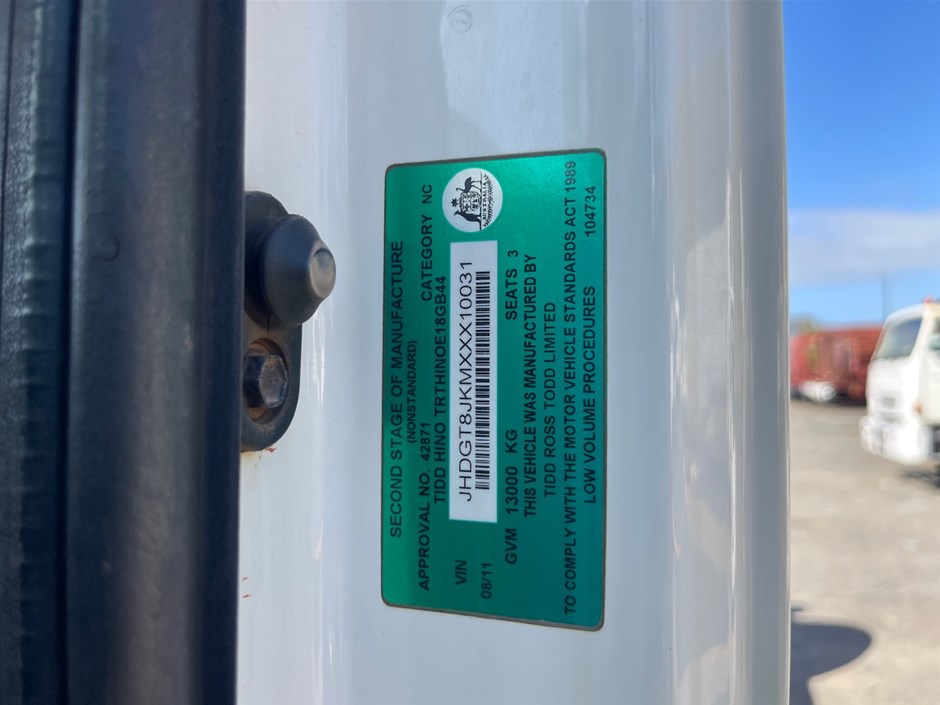 SECOND STAGE OF MANUFACTURE
(NONSTANDARD)
APPROVAL NO. 42871 CATEGORY NC
TIDD HINO TRTHINOE18GB44
AUSTRALIA
VIN JHDGT8JKMXXX10031
08/11
GVM 13000 KG SEATS 3
THIS VEHICLE WAS MANUFACTURED BY
TIDD ROSS TODD LIMITED
TO COMPLY WITH THE MOTOR VEHICLE STANDARDS ACT 1989
LOW VOLUME PROCEDURES 104734